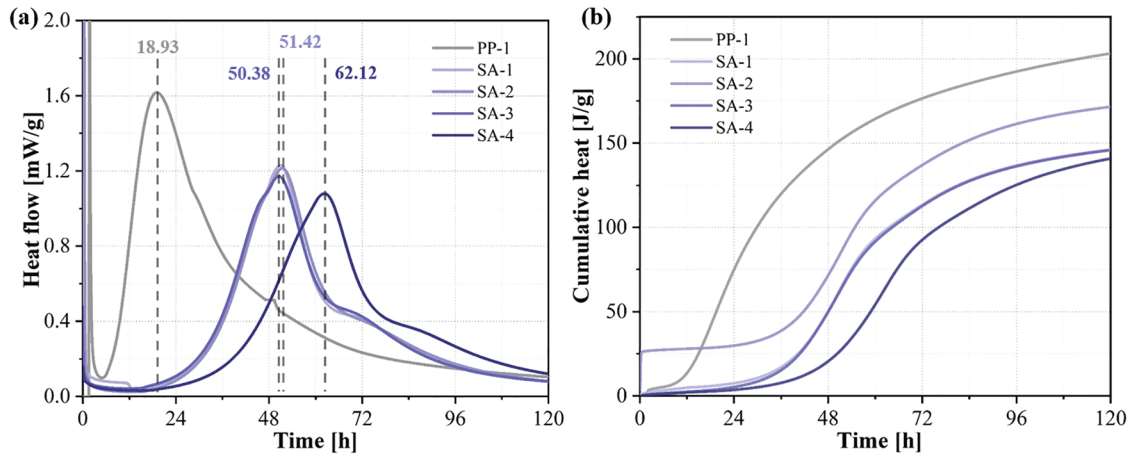 (a)
2.0
1.6
1.2
0.8
0.4
0.0
Heat flow [mW/g]
18.93
51.42
50.38
62.12
PP-1
SA-1
SA-2
SA-3
SA-4
0 24 48 72 96 120
Time [h]
(b)
200
150
100
50
0
Cumulative heat [J/g]
PP-1
SA-1
SA-2
SA-3
SA-4
0 24 48 72 96 120
Time [h]